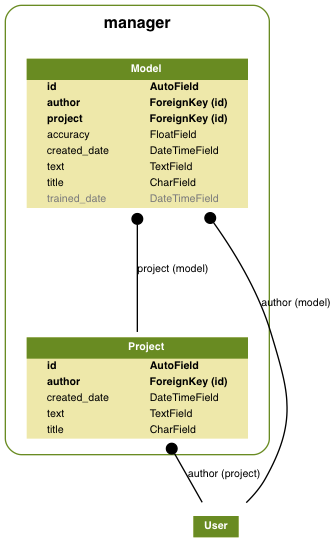 manager
Model
id AutoField
author ForeignKey (id)
project ForeignKey (id)
accuracy FloatField
created_date DateTimeField
text TextField
title CharField
trained_date DateTimeField
project (model)
author (model)
Project
id AutoField
author ForeignKey (id)
created_date DateTimeField
text TextField
title CharField
author (project)
User